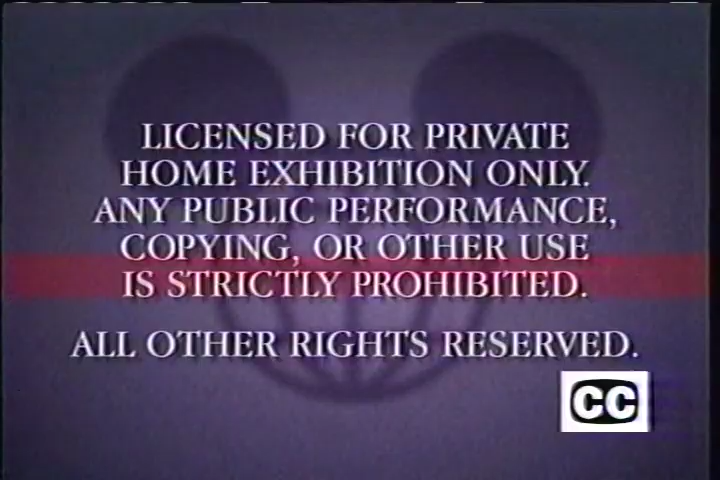 LICENSED FOR PRIVATE
HOME EXHIBITION ONLY.
ANY PUBLIC PERFORMANCE,
COPYING, OR OTHER USE
IS STRICTLY PROHIBITED.
ALL OTHER RIGHTS RESERVED.
CC